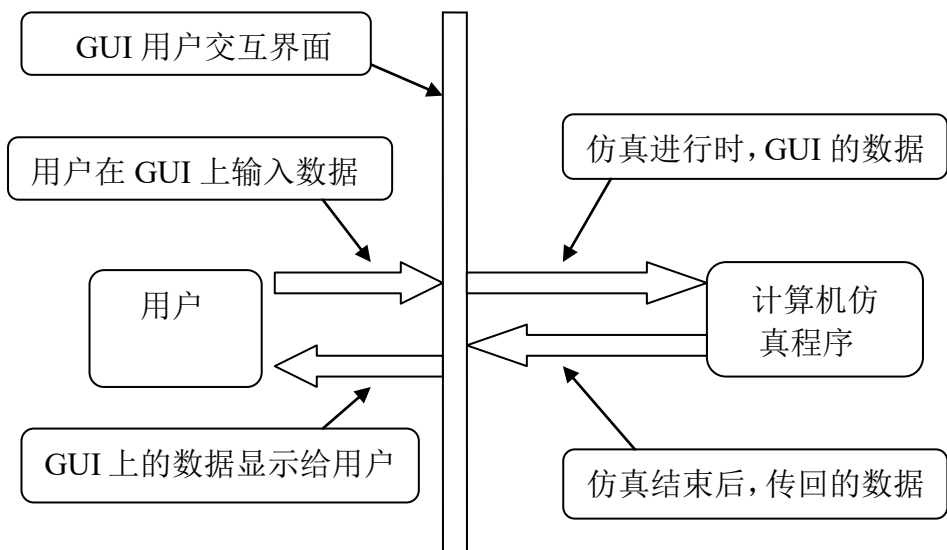 GUI 用户交互界面
用户在 GUI 上输入数据
仿真进行时，GUI 的数据
用户
计算机仿
真程序
GUI 上的数据显示给用户
仿真结束后，传回的数据